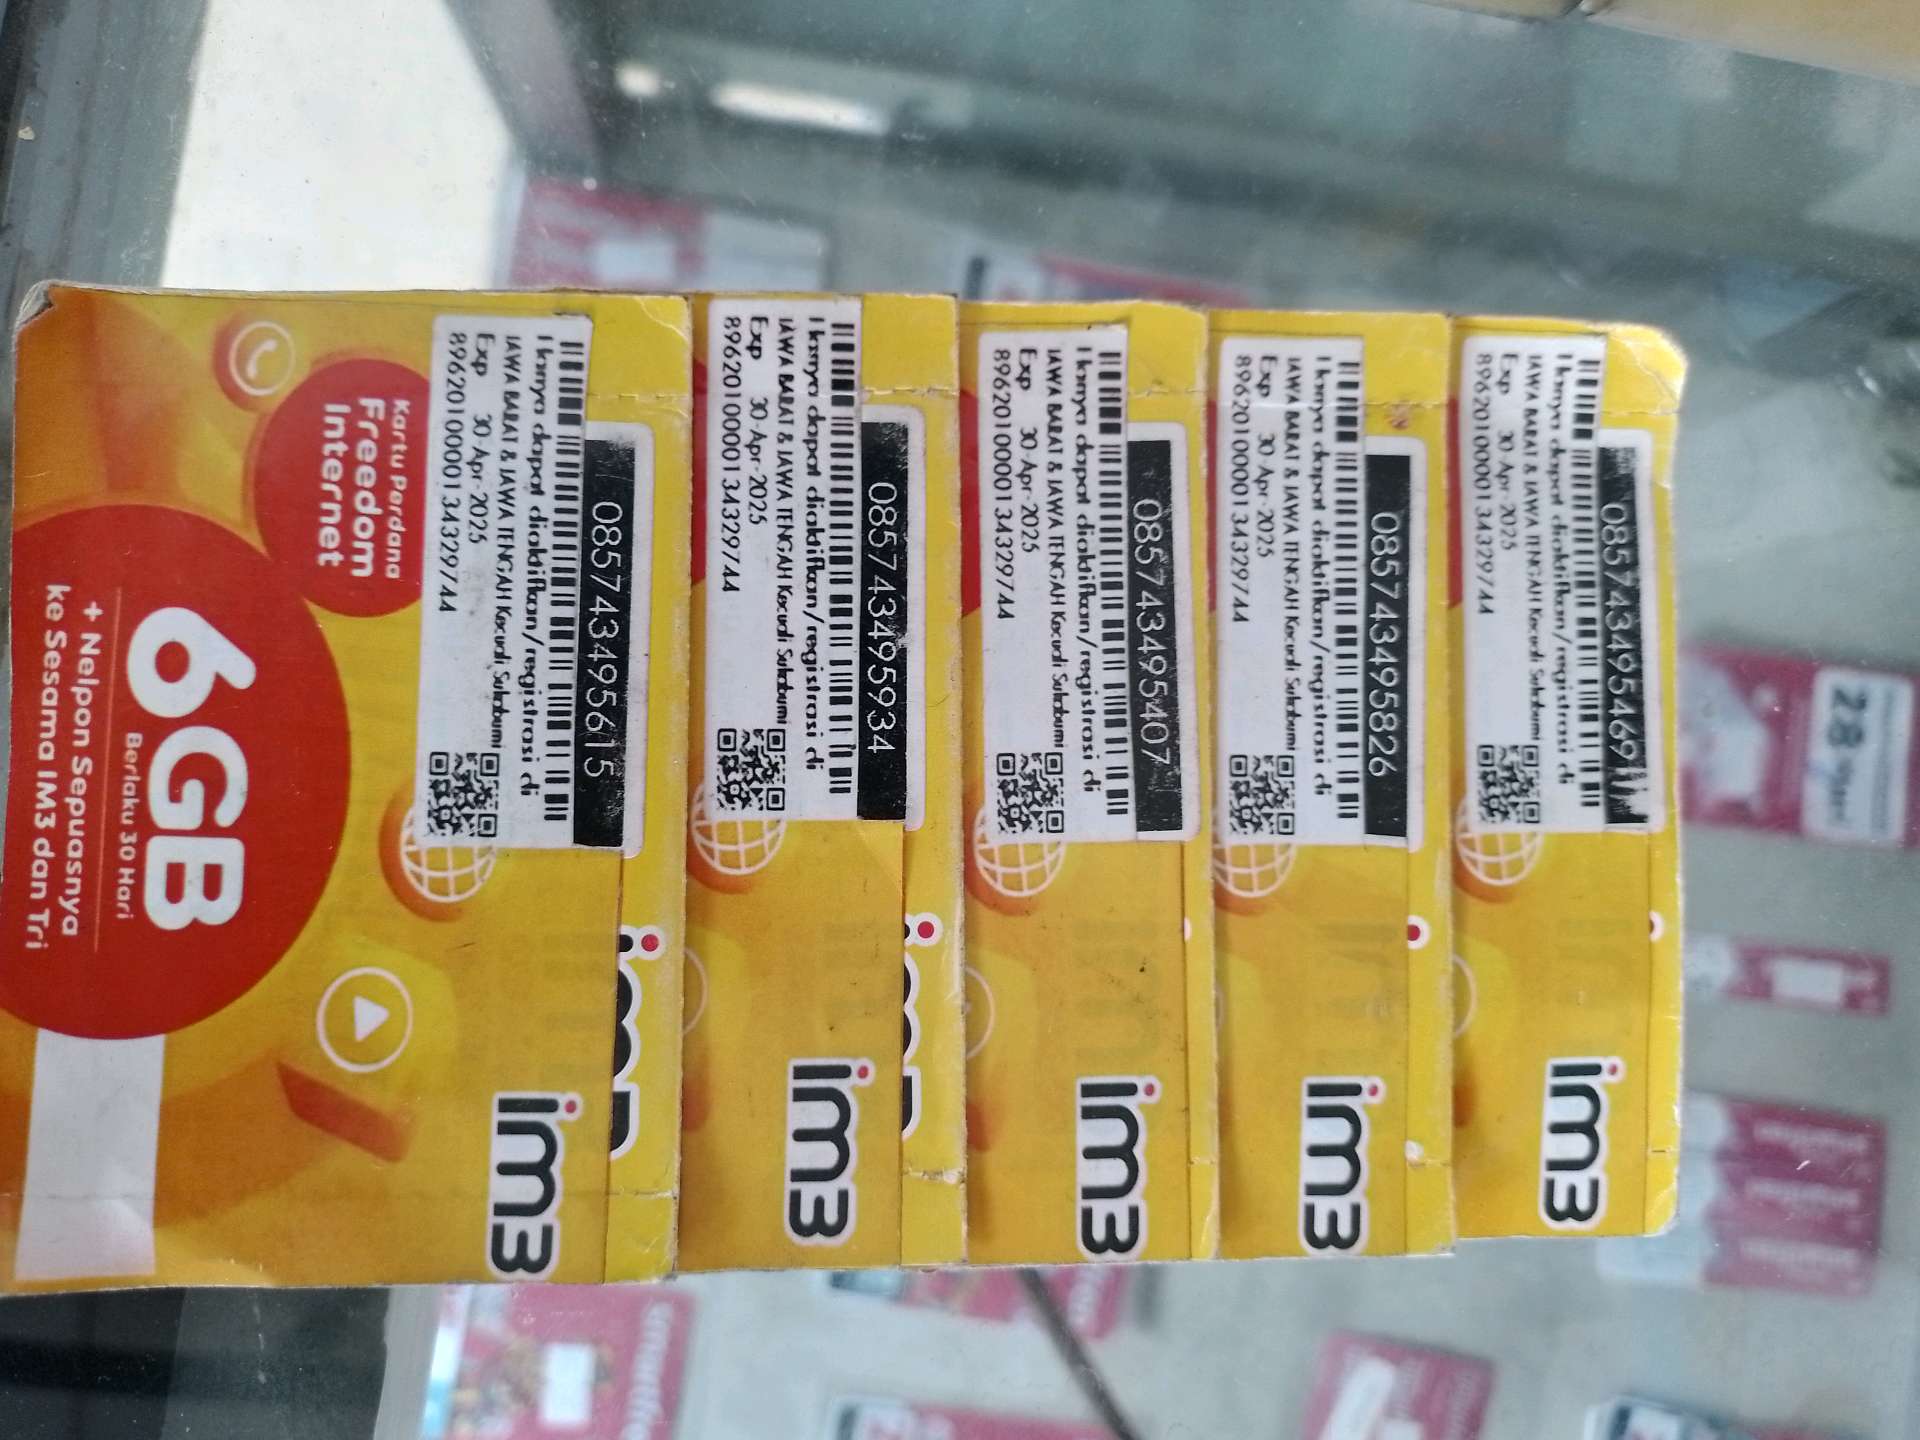 085743495469
Hanya dapat diaktifkan/registrasi di
JAWA BARAT & JAWA TENGAH Kecuali Sukabumi
Exp 30-Apr-2025
8962010000134329744
im3
085743495826
Hanya dapat diaktifkan/registrasi di
JAWA BARAT & JAWA TENGAH Kecuali Sukabumi
Exp 30-Apr-2025
8962010000134329744
im3
085743495407
Hanya dapat diaktifkan/registrasi di
JAWA BARAT & JAWA TENGAH Kecuali Sukabumi
Exp 30-Apr-2025
8962010000134329744
im3
085743495934
Hanya dapat diaktifkan/registrasi di
JAWA BARAT & JAWA TENGAH Kecuali Sukabumi
Exp 30-Apr-2025
8962010000134329744
im3
085743495615
Hanya dapat diaktifkan/registrasi di
JAWA BARAT & JAWA TENGAH Kecuali Sukabumi
Exp 30-Apr-2025
8962010000134329744
im3
Kartu Perdana
Freedom
Internet
6GB
Berlaku 30 Hari
+ Nelpon Sepuasnya
ke Sesama IM3 dan Tri
28
smartfren